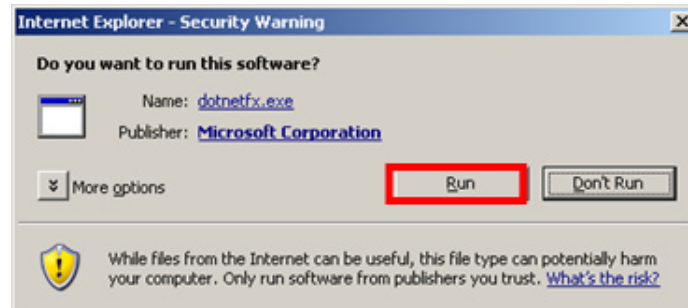 Internet Explorer - Security Warning
Do you want to run this software?
Name: dotnetfx.exe
Publisher: Microsoft Corporation
More options
Run
Don't Run
While files from the Internet can be useful, this file type can potentially harm
your computer. Only run software from publishers you trust. What's the risk?